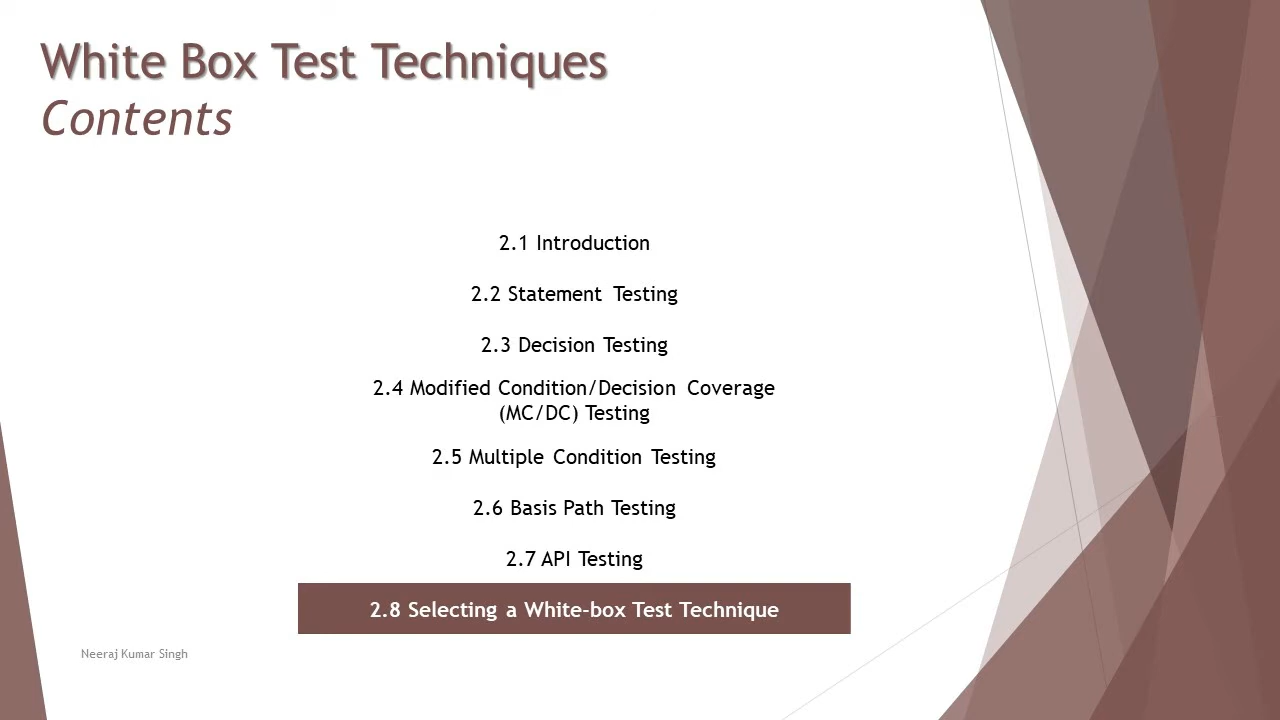 White Box Test Techniques
Contents
2.1 Introduction
2.2 Statement Testing
2.3 Decision Testing
2.4 Modified Condition/Decision Coverage
(MC/DC) Testing
2.5 Multiple Condition Testing
2.6 Basis Path Testing
2.7 API Testing
2.8 Selecting a White-box Test Technique
Neeraj Kumar Singh